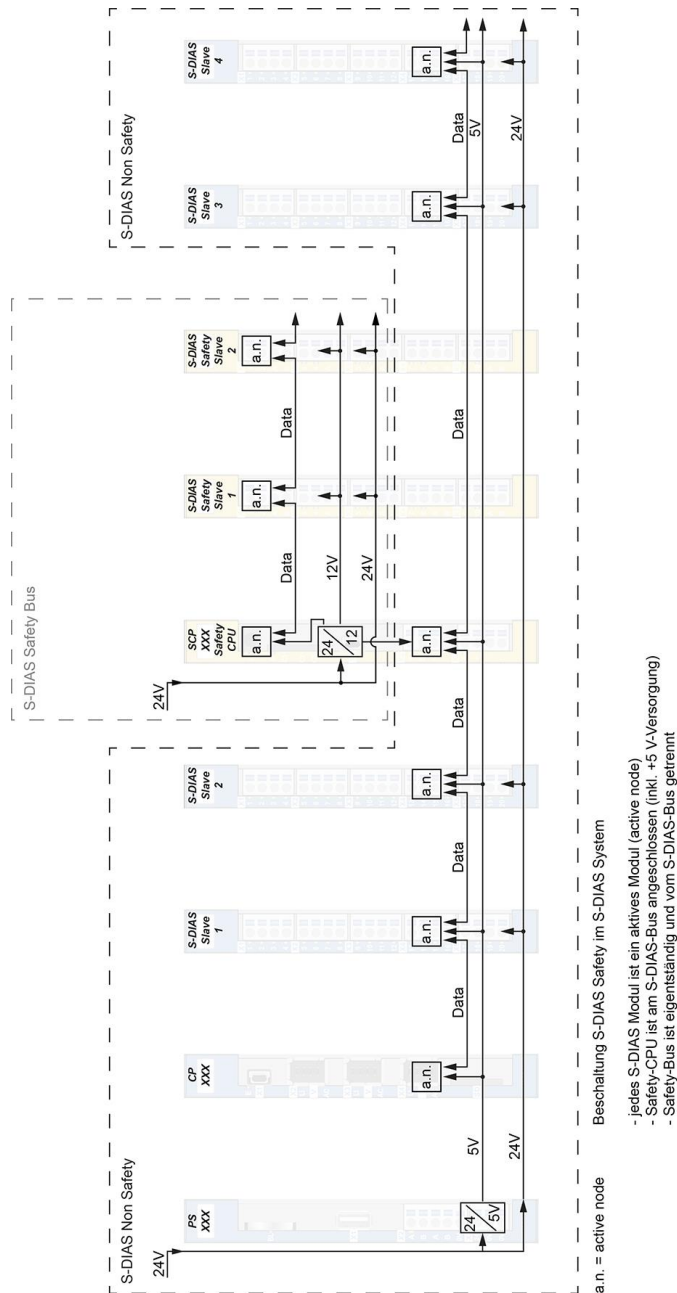 S-DIAS Safety Bus
S-DIAS Non Safety
S-DIAS Non Safety
24V
24V
PS
XXX
CP
XXX
S-DIAS
Slave
1
S-DIAS
Slave
2
SCP
XXX
Safety
CPU
S-DIAS
Safety
Slave
1
S-DIAS
Safety
Slave
2
S-DIAS
Slave
3
S-DIAS
Slave
4
a.n.
a.n.
a.n.
Data
Data
24
12
12V
24V
a.n.
a.n.
a.n.
a.n.
a.n.
a.n.
a.n.
Data
Data
Data
Data
Data
24
5V
5V
5V
24V
24V
a.n. = active node
Beschaltung S-DIAS Safety im S-DIAS System
- jedes S-DIAS Modul ist ein aktives Modul (active node)
- Safety-CPU ist am S-DIAS-Bus angeschlossen (inkl. +5 V-Versorgung)
- Safety-Bus ist eigentständig und vom S-DIAS-Bus getrennt